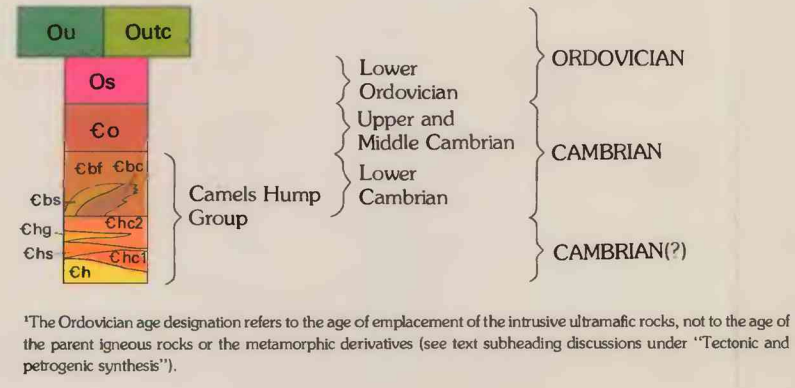 Ou Outc
Os
Єo
Єbf Єbc
Єbs
Єhc2
Єhg
Єhs
Єhc1
Єh
Camels Hump
Group
Lower
Ordovician
Upper and
Middle Cambrian
Lower
Cambrian
ORDOVICIAN
CAMBRIAN
CAMBRIAN(?)
¹The Ordovician age designation refers to the age of emplacement of the intrusive ultramafic rocks, not to the age of
the parent igneous rocks or the metamorphic derivatives (see text subheading discussions under “Tectonic and
petrogenic synthesis”).